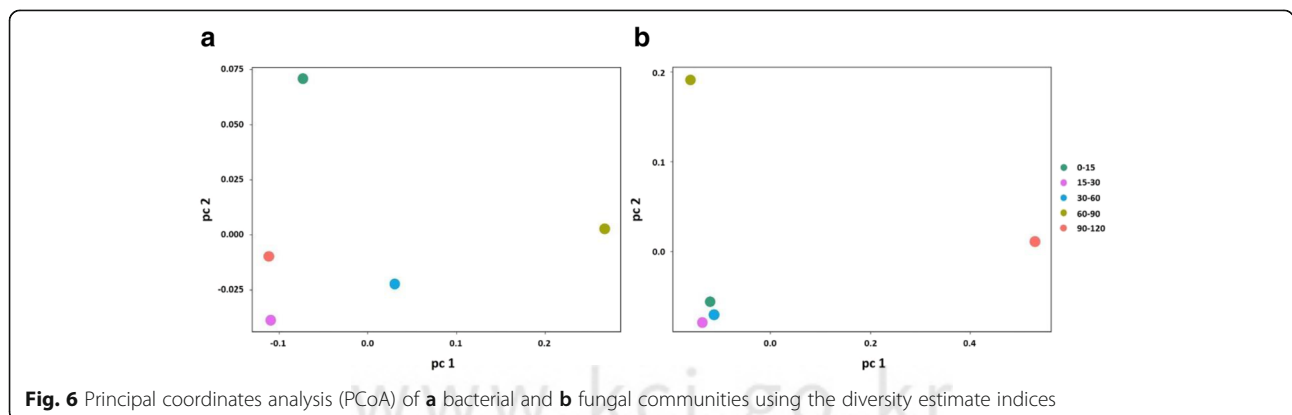 a
b
0.075
0.050
0.025
0.000
-0.025
pc 2
-0.1
0.0
0.1
0.2
pc 1
0.2
0.1
0.0
pc 2
0.0
0.2
0.4
pc 1
0-15
15-30
30-60
60-90
90-120
www.kci.go.kr
Fig. 6 Principal coordinates analysis (PCoA) of a bacterial and b fungal communities using the diversity estimate indices